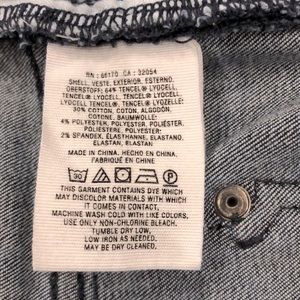 RN : 66170 CA : 32054
SHELL, VESTE, EXTERIOR, ESTERNO,
OBERSTOFF: 64% TENCEL® LYOCELL,
TENCEL® LYOCELL, TENCEL® LYOCELL,
TENCEL® LYOCELL, TENCEL® LYOZELLE:
30% COTTON, COTON, ALGODÓN,
COTONE, BAUMWOLLE:
4% POLYESTER, POLYESTER, POLIÉSTER,
POLIESTERE, POLYESTER:
2% SPANDEX, ÉLASTHANNE, ELASTANO,
ELASTAN, ELASTAN
MADE IN CHINA, HECHO EN CHINA,
FABRIQUÉ EN CHINE
30
THIS GARMENT CONTAINS DYE WHICH
MAY DISCOLOR MATERIALS WITH WHICH
IT COMES IN CONTACT.
MACHINE WASH COLD WITH LIKE COLORS,
USE ONLY NON-CHLORINE BLEACH.
TUMBLE DRY LOW,
LOW IRON AS NEEDED,
MAY BE DRY CLEANED.